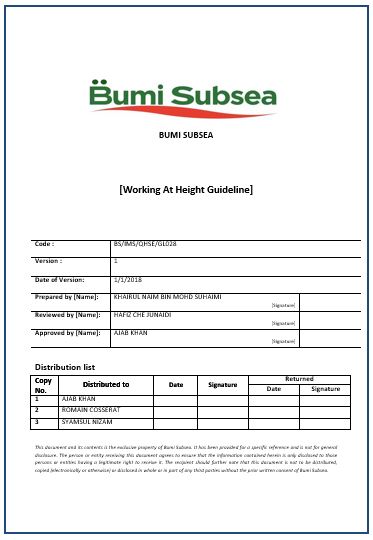 Bumi Subsea
BUMI SUBSEA
[Working At Height Guideline]
Code : BS/IMS/QHSE/GL028
Version : 1
Date of Version: 1/1/2018
Prepared by [Name]: KHAIRUL NAIM BIN MOHD SUHAIMI [Signature]
Reviewed by [Name]: HAFIZ CHE JUNAIDI [Signature]
Approved by [Name]: AJAB KHAN [Signature]
Distribution list
Copy No. Distributed to Date Signature Returned
Date Signature
1 AJAB KHAN
2 ROMAIN COSSERAT
3 SYAMSUL NIZAM
This document and its contents is the exclusive property of Bumi Subsea. It has been provided for a specific reference and is not for general
disclosure. The person or entity receiving this document agrees to ensure that the information contained herein is only disclosed to those
persons or entities having a legitimate right to receive it. The recipient should further note that this document is not to be distributed,
copied (electronically or otherwise) or disclosed in whole or in part of any third parties without the prior written consent of Bumi Subsea.